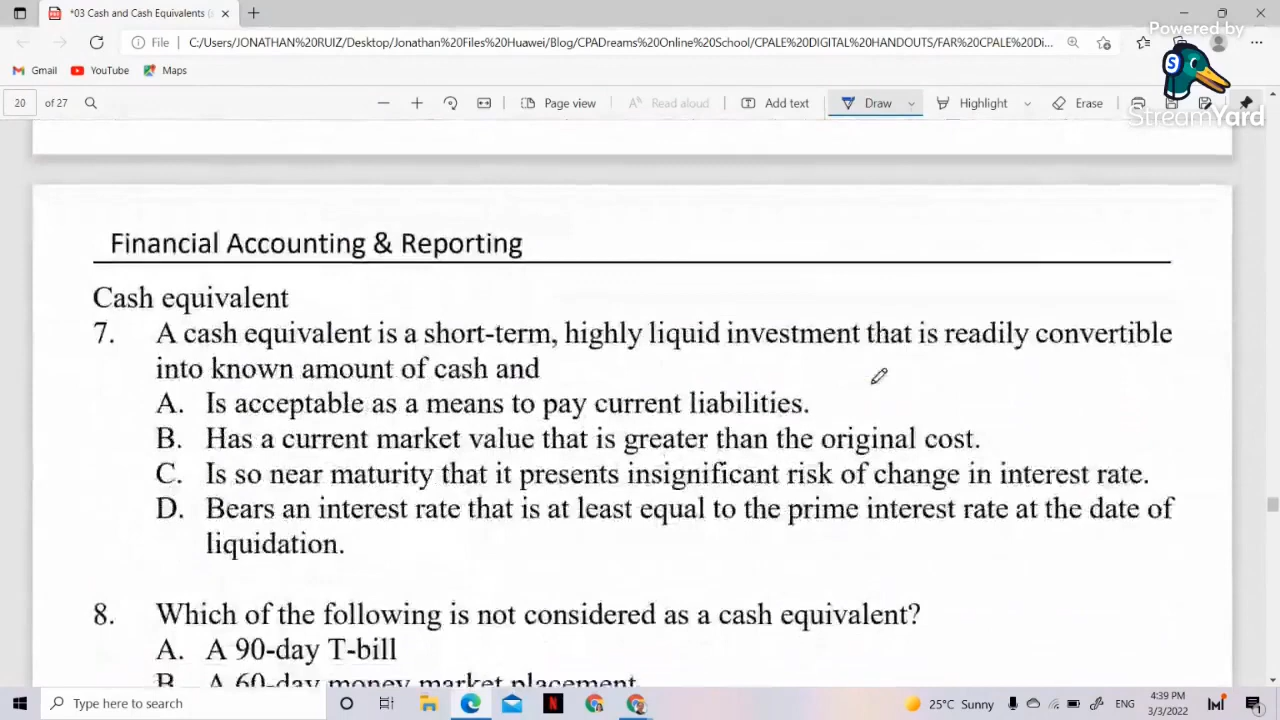 *03 Cash and Cash Equivalents (
Powered by
File C:/Users/JONATHAN%20RUIZ/Desktop/Jonathan%20Files%20Huawei/Blog/CPADreams%20Online%20School/CPALE%20DIGITAL%20HANDOUTS/FAR%20CPALE%20Di...
Gmail YouTube Maps
S
20 of 27 Page view Read aloud Add text Draw Highlight Erase
StreamYard
Financial Accounting & Reporting
Cash equivalent
7. A cash equivalent is a short-term, highly liquid investment that is readily convertible
into known amount of cash and
A. Is acceptable as a means to pay current liabilities.
B. Has a current market value that is greater than the original cost.
C. Is so near maturity that it presents insignificant risk of change in interest rate.
D. Bears an interest rate that is at least equal to the prime interest rate at the date of
liquidation.
8. Which of the following is not considered as a cash equivalent?
A. A 90-day T-bill
B. A 60-day money market placement
Type here to search
25°C Sunny
ENG
4:39 PM
3/3/2022